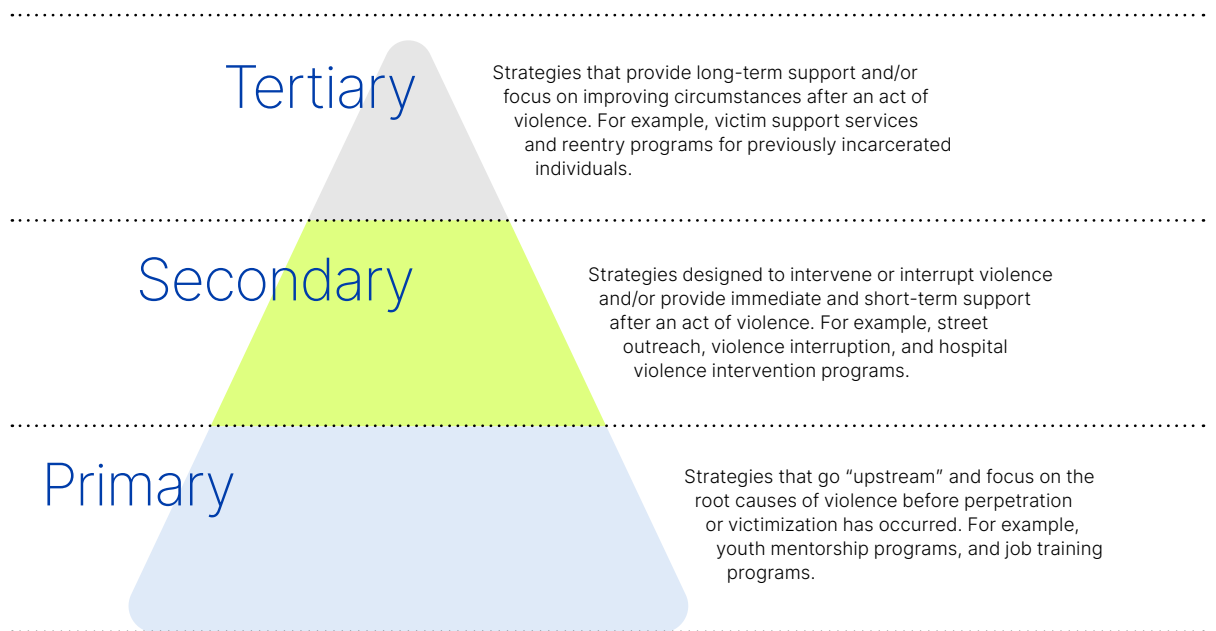 Tertiary
Strategies that provide long-term support and/or
focus on improving circumstances after an act of
violence. For example, victim support services
and reentry programs for previously incarcerated
individuals.
Secondary
Strategies designed to intervene or interrupt violence
and/or provide immediate and short-term support
after an act of violence. For example, street
outreach, violence interruption, and hospital
violence intervention programs.
Primary
Strategies that go “upstream” and focus on the
root causes of violence before perpetration
or victimization has occurred. For example,
youth mentorship programs, and job training
programs.